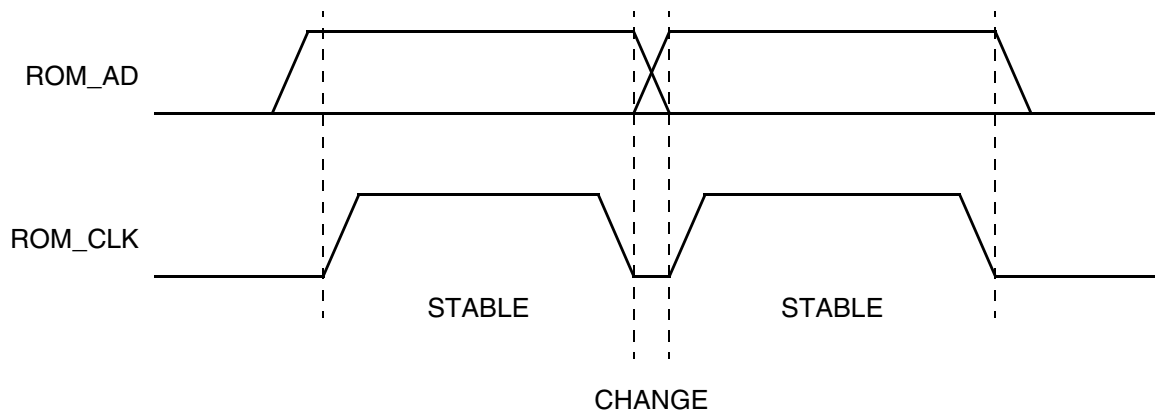 ROM_AD
ROM_CLK
STABLE
STABLE
CHANGE